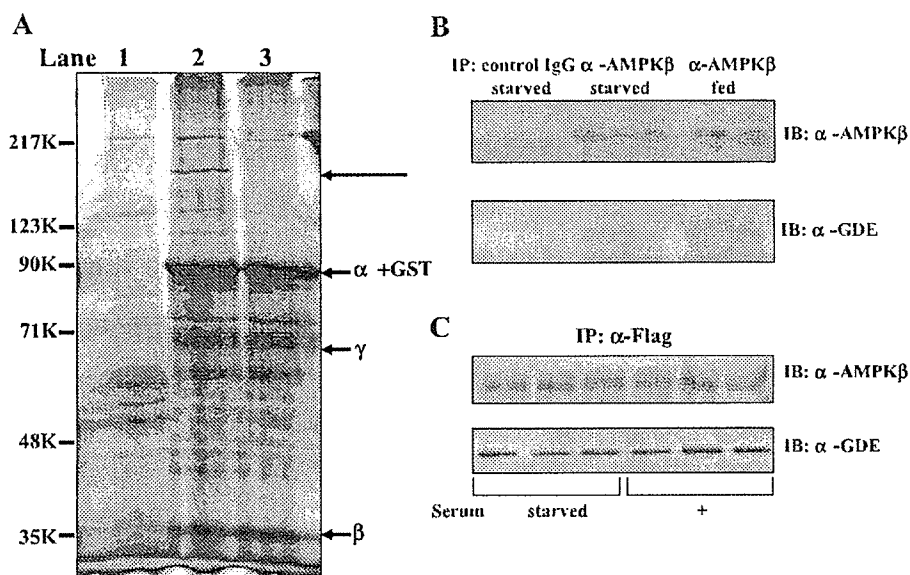 A
Lane 1 2 3
217K
123K
90K
71K
48K
35K
α +GST
γ
β
B
IP: control IgG α -AMPKβ α-AMPKβ
starved starved fed
IB: α -AMPKβ
IB: α -GDE
C
IP: α-Flag
IB: α -AMPKβ
IB: α -GDE
Serum starved +